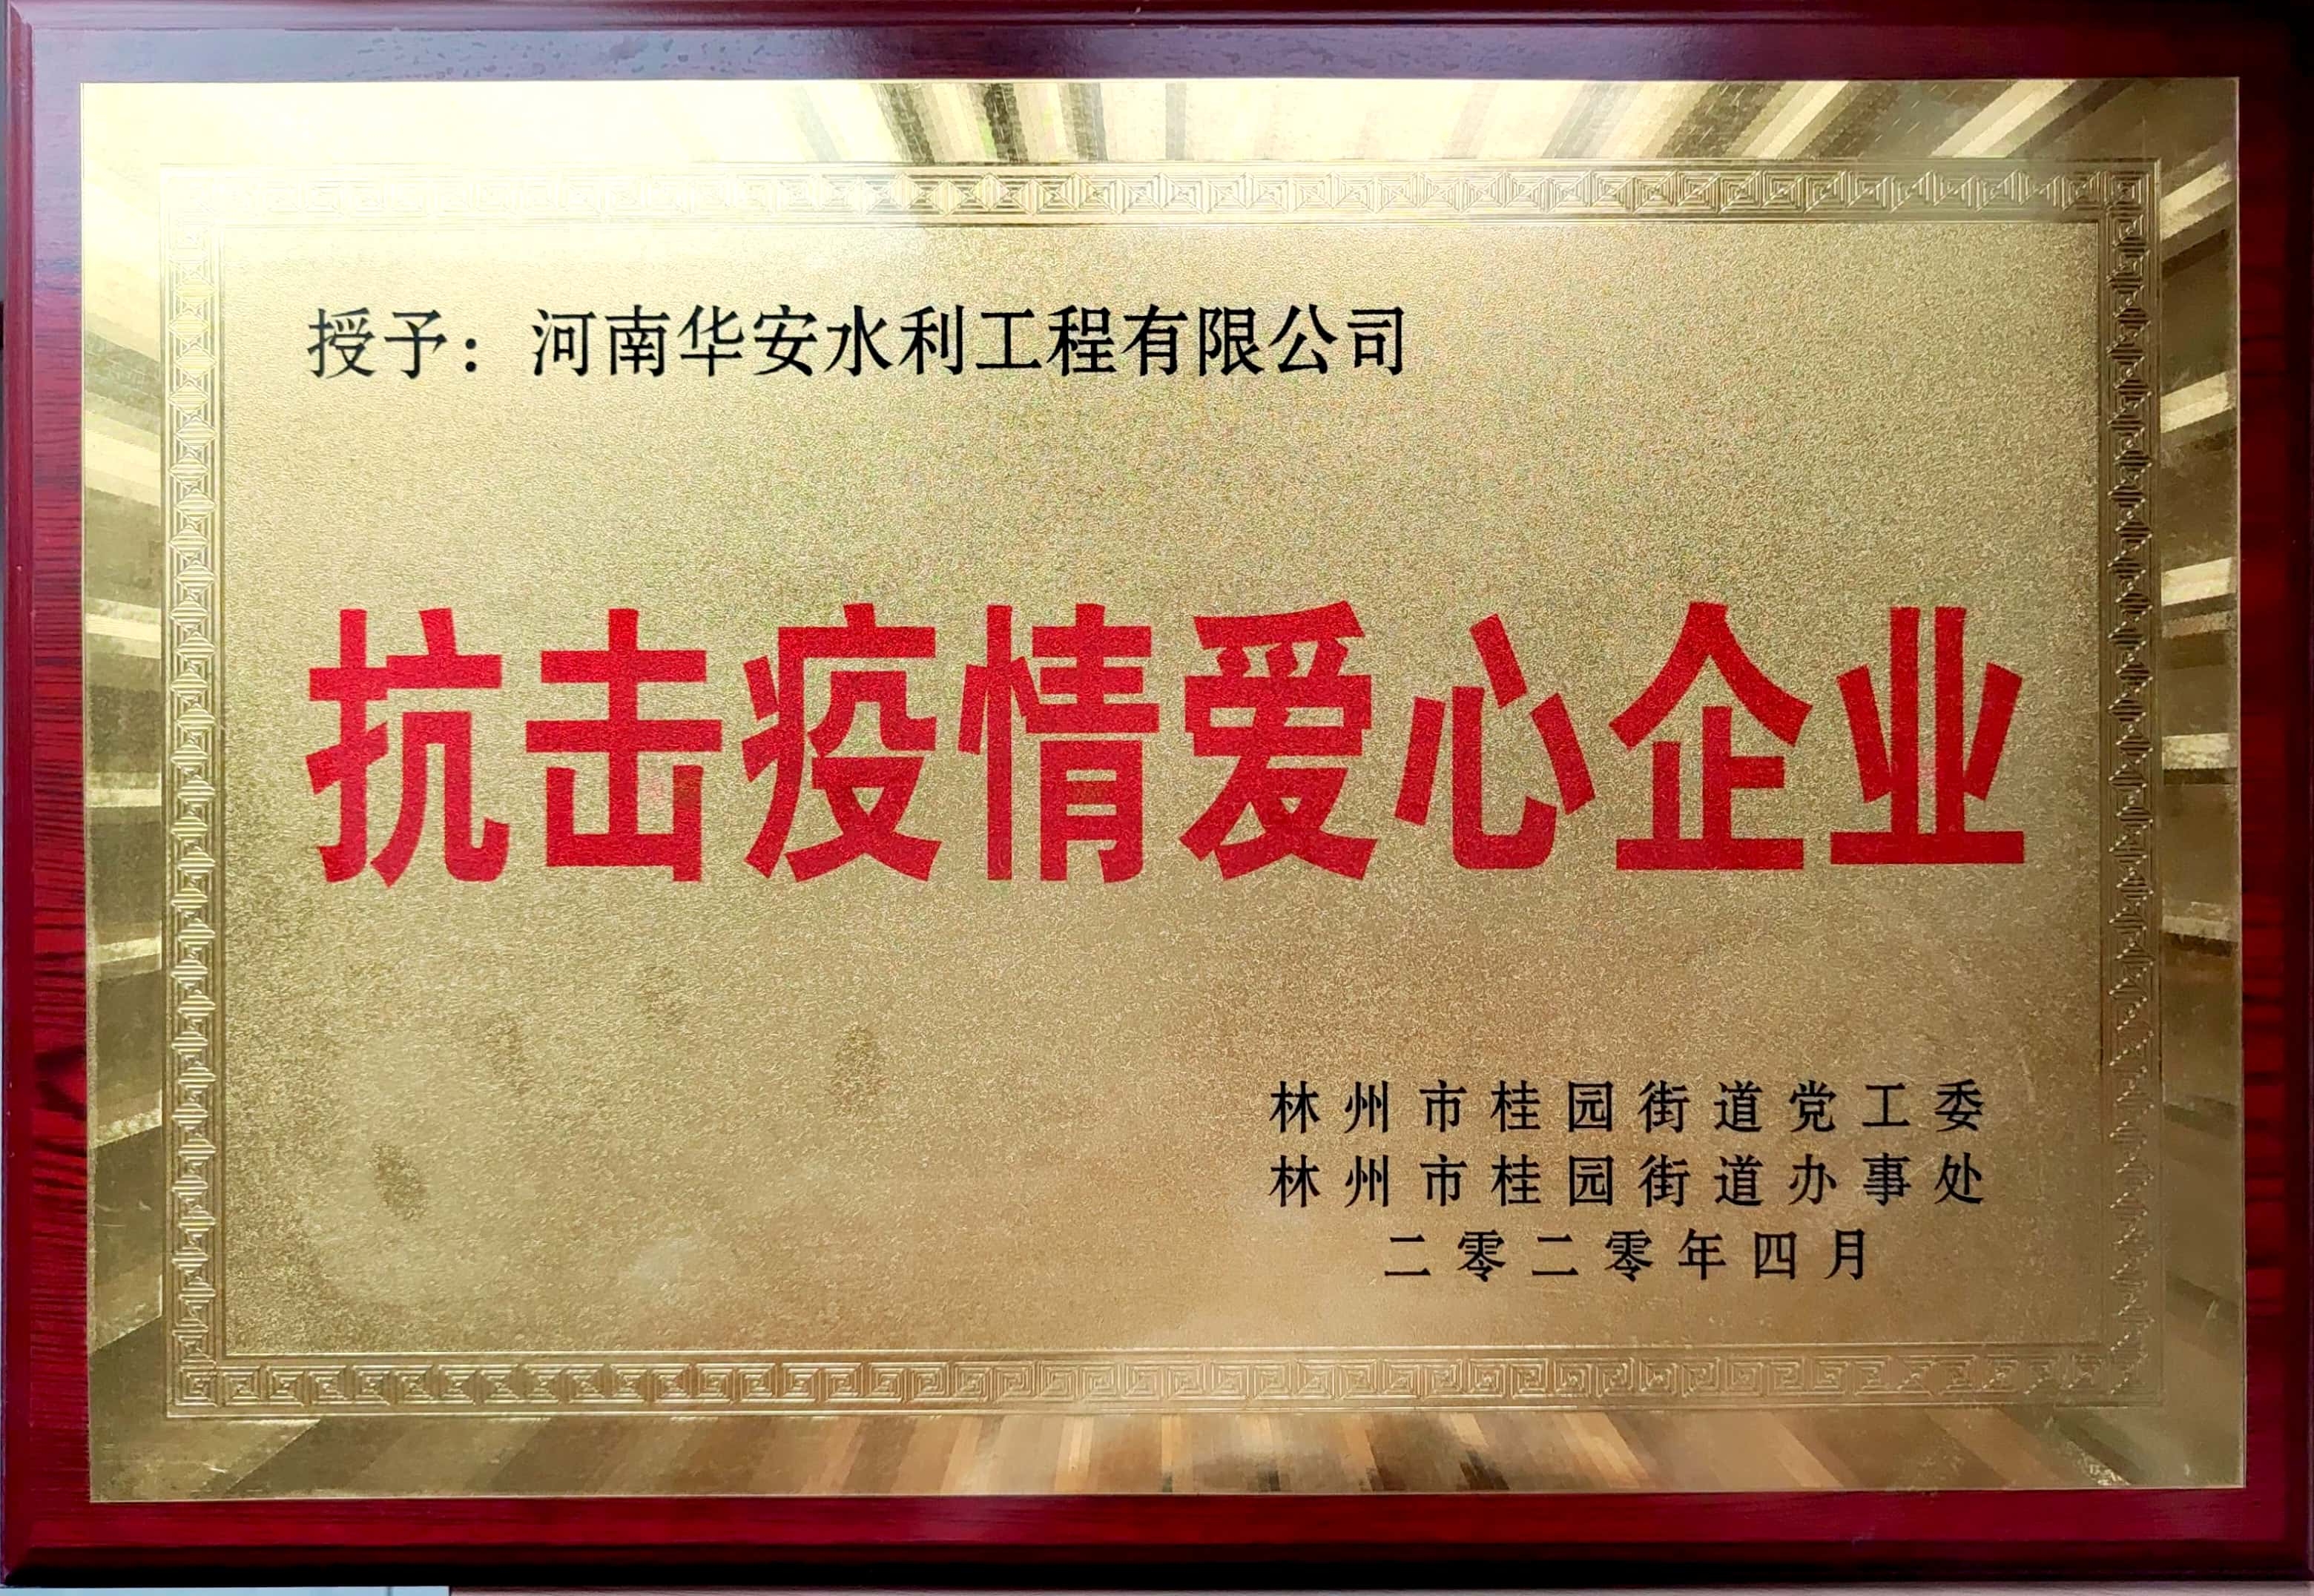 授予：河南华安水利工程有限公司
抗击疫情爱心企业
林州市桂园街道党工委
林州市桂园街道办事处
二零二零年四月